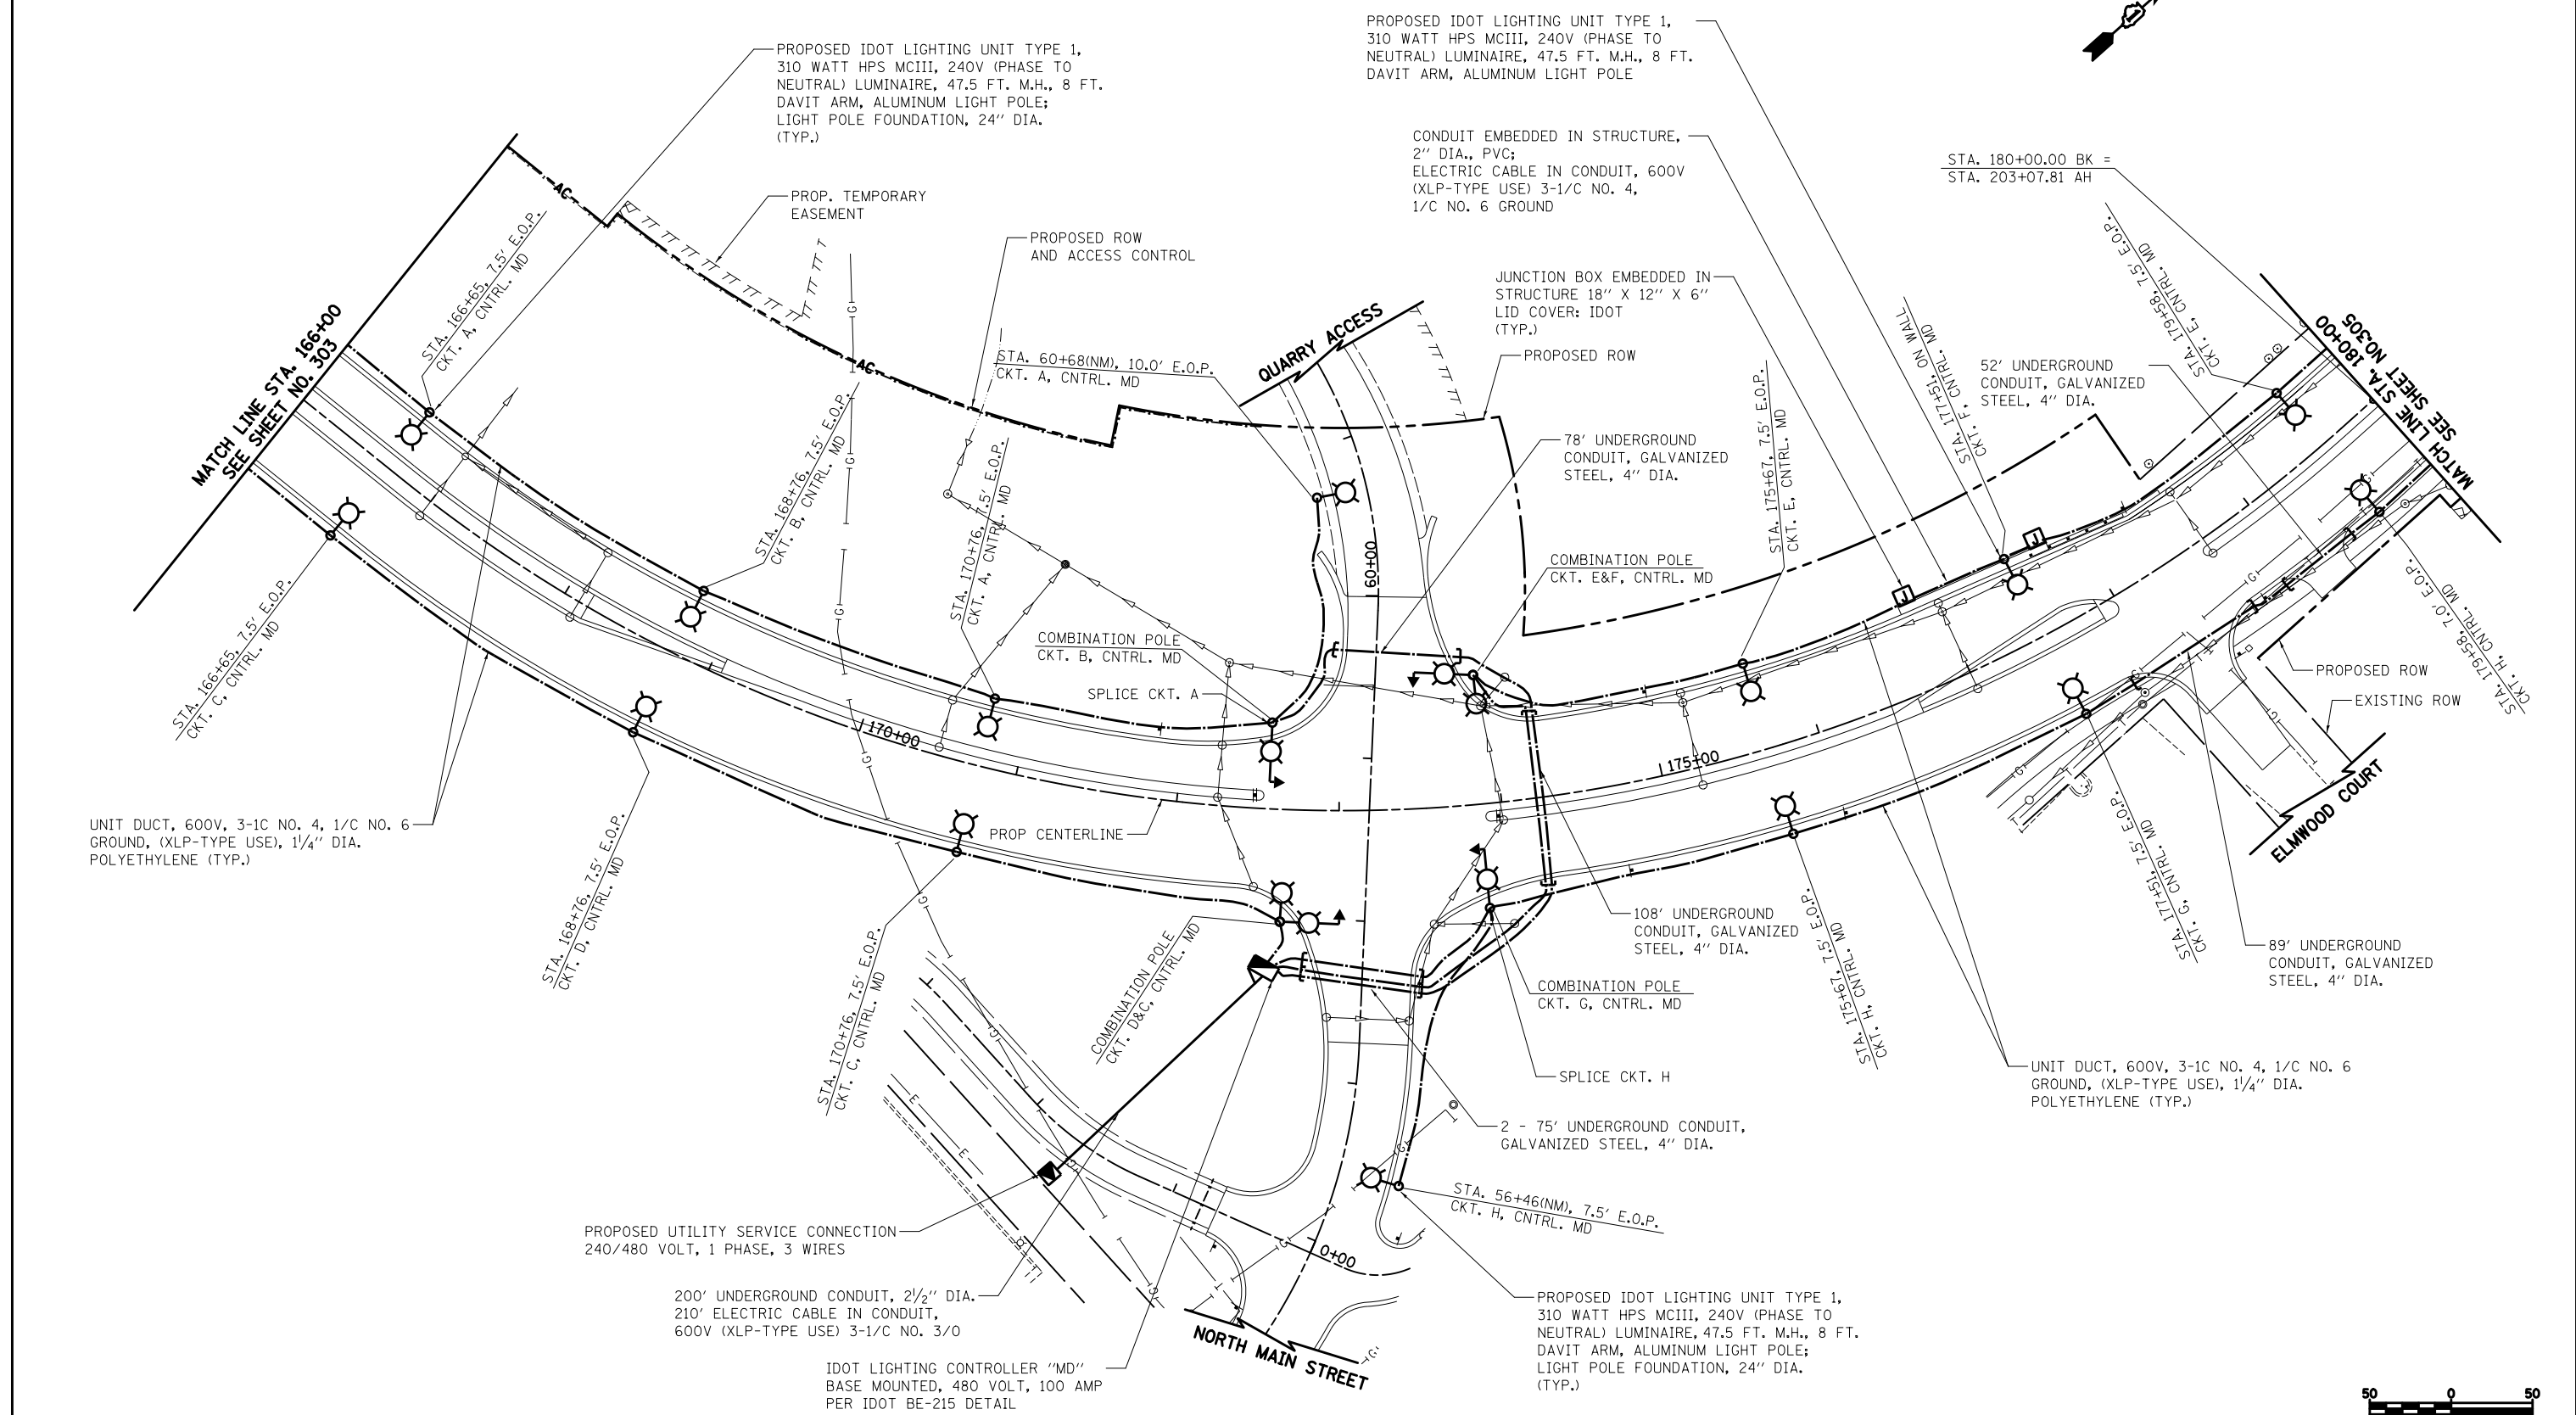 PROPOSED IDOT LIGHTING UNIT TYPE 1,
310 WATT HPS MCIII, 240V (PHASE TO
NEUTRAL) LUMINAIRE, 47.5 FT. M.H., 8 FT.
DAVIT ARM, ALUMINUM LIGHT POLE;
LIGHT POLE FOUNDATION, 24" DIA.
(TYP.)
PROPOSED IDOT LIGHTING UNIT TYPE 1,
310 WATT HPS MCIII, 240V (PHASE TO
NEUTRAL) LUMINAIRE, 47.5 FT. M.H., 8 FT.
DAVIT ARM, ALUMINUM LIGHT POLE
CONDUIT EMBEDDED IN STRUCTURE,
2" DIA., PVC;
ELECTRIC CABLE IN CONDUIT, 600V
(XLP-TYPE USE) 3-1/C NO. 4,
1/C NO. 6 GROUND
STA. 180+00.00 BK =
STA. 203+07.81 AH
PROP. TEMPORARY
EASEMENT
PROPOSED ROW
AND ACCESS CONTROL
JUNCTION BOX EMBEDDED IN
STRUCTURE 18" X 12" X 6"
LID COVER: IDOT
(TYP.)
PROPOSED ROW
AC
AC
MATCH LINE STA. 166+00
SEE SHEET NO. 303
STA. 166+65, 7.5' E.O.P.
CKT. A, CNTRL. MD
STA. 60+68(NM), 10.0' E.O.P.
CKT. A, CNTRL. MD
QUARRY ACCESS
STA. 168+76, 7.5' E.O.P.
CKT. B, CNTRL. MD
STA. 170+76, 7.5' E.O.P.
CKT. A, CNTRL. MD
78' UNDERGROUND
CONDUIT, GALVANIZED
STEEL, 4" DIA.
STA. 175+67, 7.5' E.O.P.
CKT. E, CNTRL. MD
STA. 177+51, ON WALL
CKT. F, CNTRL. MD
52' UNDERGROUND
CONDUIT, GALVANIZED
STEEL, 4" DIA.
STA. 179+58, 7.5' E.O.P.
CKT. E, CNTRL. MD
MATCH LINE STA. 180+00
SEE SHEET NO.305
COMBINATION POLE
CKT. E&F, CNTRL. MD
60+00
J
J
COMBINATION POLE
CKT. B, CNTRL. MD
SPLICE CKT. A
STA. 166+65, 7.5' E.O.P.
CKT. C, CNTRL. MD
STA. 179+58, 7.0' E.O.P.
CKT. H, CNTRL. MD
PROPOSED ROW
EXISTING ROW
170+00
175+00
PROP CENTERLINE
UNIT DUCT, 600V, 3-1C NO. 4, 1/C NO. 6
GROUND, (XLP-TYPE USE), 1 1/4" DIA.
POLYETHYLENE (TYP.)
ELMWOOD COURT
STA. 168+76, 7.5' E.O.P.
CKT. D, CNTRL. MD
STA. 170+76, 7.5' E.O.P.
CKT. C, CNTRL. MD
COMBINATION POLE
CKT. D&C, CNTRL. MD
108' UNDERGROUND
CONDUIT, GALVANIZED
STEEL, 4" DIA.
STA. 175+67, 7.5' E.O.P.
CKT. H, CNTRL. MD
STA. 177+51, 7.5' E.O.P.
CKT. G, CNTRL. MD
89' UNDERGROUND
CONDUIT, GALVANIZED
STEEL, 4" DIA.
COMBINATION POLE
CKT. G, CNTRL. MD
SPLICE CKT. H
UNIT DUCT, 600V, 3-1C NO. 4, 1/C NO. 6
GROUND, (XLP-TYPE USE), 1 1/4" DIA.
POLYETHYLENE (TYP.)
2 - 75' UNDERGROUND CONDUIT,
GALVANIZED STEEL, 4" DIA.
STA. 56+46(NM), 7.5' E.O.P.
CKT. H, CNTRL. MD
PROPOSED UTILITY SERVICE CONNECTION
240/480 VOLT, 1 PHASE, 3 WIRES
0+00
200' UNDERGROUND CONDUIT, 2 1/2" DIA.
210' ELECTRIC CABLE IN CONDUIT,
600V (XLP-TYPE USE) 3-1/C NO. 3/0
NORTH MAIN STREET
PROPOSED IDOT LIGHTING UNIT TYPE 1,
310 WATT HPS MCIII, 240V (PHASE TO
NEUTRAL) LUMINAIRE, 47.5 FT. M.H., 8 FT.
DAVIT ARM, ALUMINUM LIGHT POLE;
LIGHT POLE FOUNDATION, 24" DIA.
(TYP.)
IDOT LIGHTING CONTROLLER "MD"
BASE MOUNTED, 480 VOLT, 100 AMP
PER IDOT BE-215 DETAIL
50 0 50